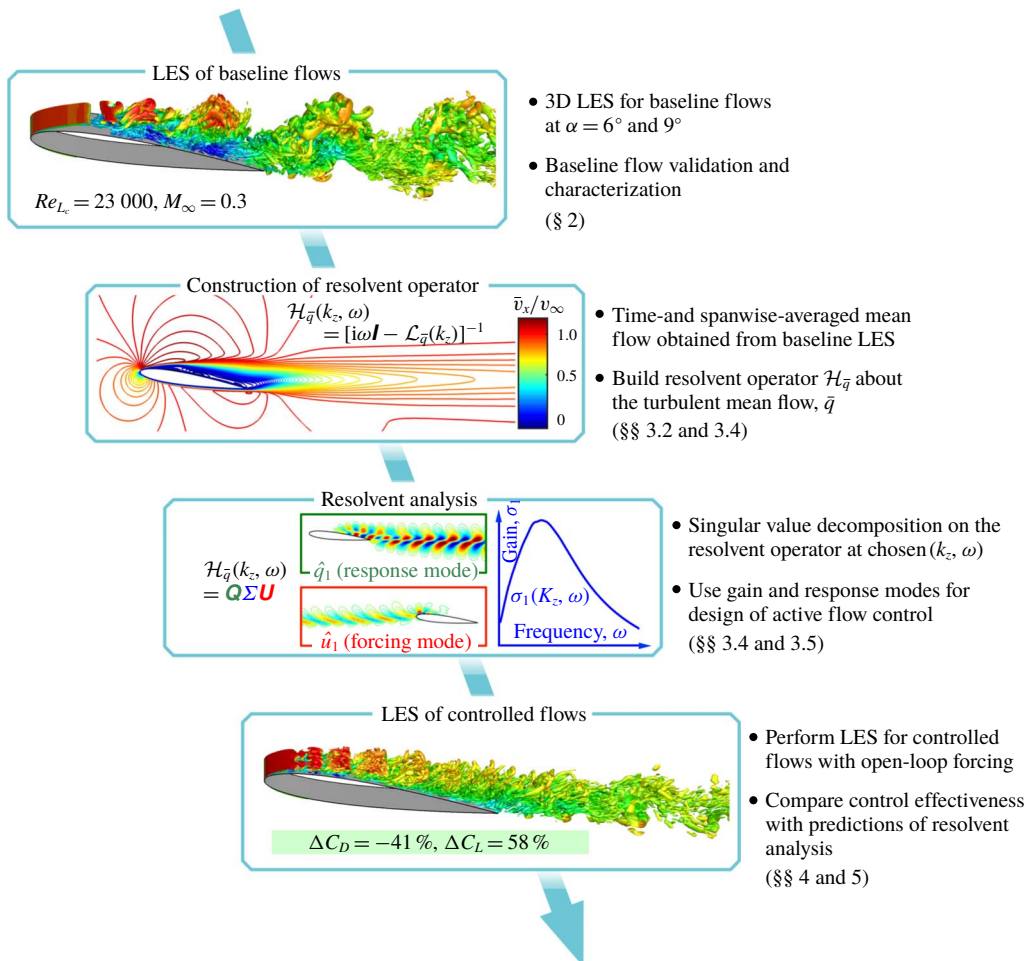 LES of baseline flows
Re_{L_c} = 23 000, M_∞ = 0.3
• 3D LES for baseline flows
at α = 6° and 9°
• Baseline flow validation and
characterization
(§ 2)
Construction of resolvent operator
ℋ_q̄(k_z, ω)
= [iωI − ℒ_q̄(k_z)]⁻¹
v̄_x/v_∞
1.0
0.5
0
• Time-and spanwise-averaged mean
flow obtained from baseline LES
• Build resolvent operator ℋ_q̄ about
the turbulent mean flow, q̄
(§§ 3.2 and 3.4)
Resolvent analysis
ℋ_q̄(k_z, ω)
= QΣU
q̂₁ (response mode)
û₁ (forcing mode)
Gain, σ₁
σ₁(K_z, ω)
Frequency, ω
• Singular value decomposition on the
resolvent operator at chosen (k_z, ω)
• Use gain and response modes for
design of active flow control
(§§ 3.4 and 3.5)
LES of controlled flows
ΔC_D = −41 %, ΔC_L = 58 %
• Perform LES for controlled
flows with open-loop forcing
• Compare control effectiveness
with predictions of resolvent
analysis
(§§ 4 and 5)